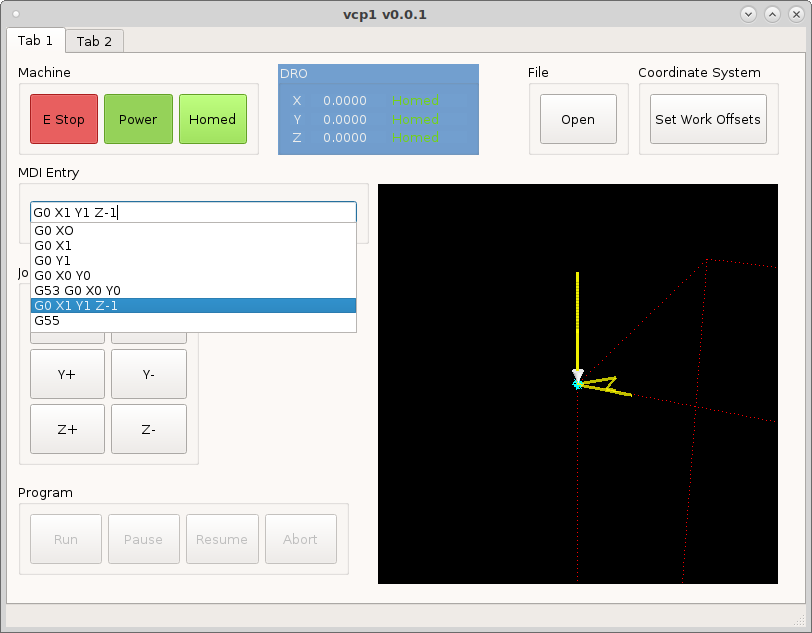 vcp1 v0.0.1
Tab 1 Tab 2
Machine
E Stop Power Homed
DRO
X 0.0000 Homed
Y 0.0000 Homed
Z 0.0000 Homed
File
Open
Coordinate System
Set Work Offsets
MDI Entry
G0 X1 Y1 Z-1
G0 XO
G0 X1
G0 Y1
G0 X0 Y0
G53 G0 X0 Y0
G0 X1 Y1 Z-1
G55
Jo
Y+ Y-
Z+ Z-
Program
Run Pause Resume Abort